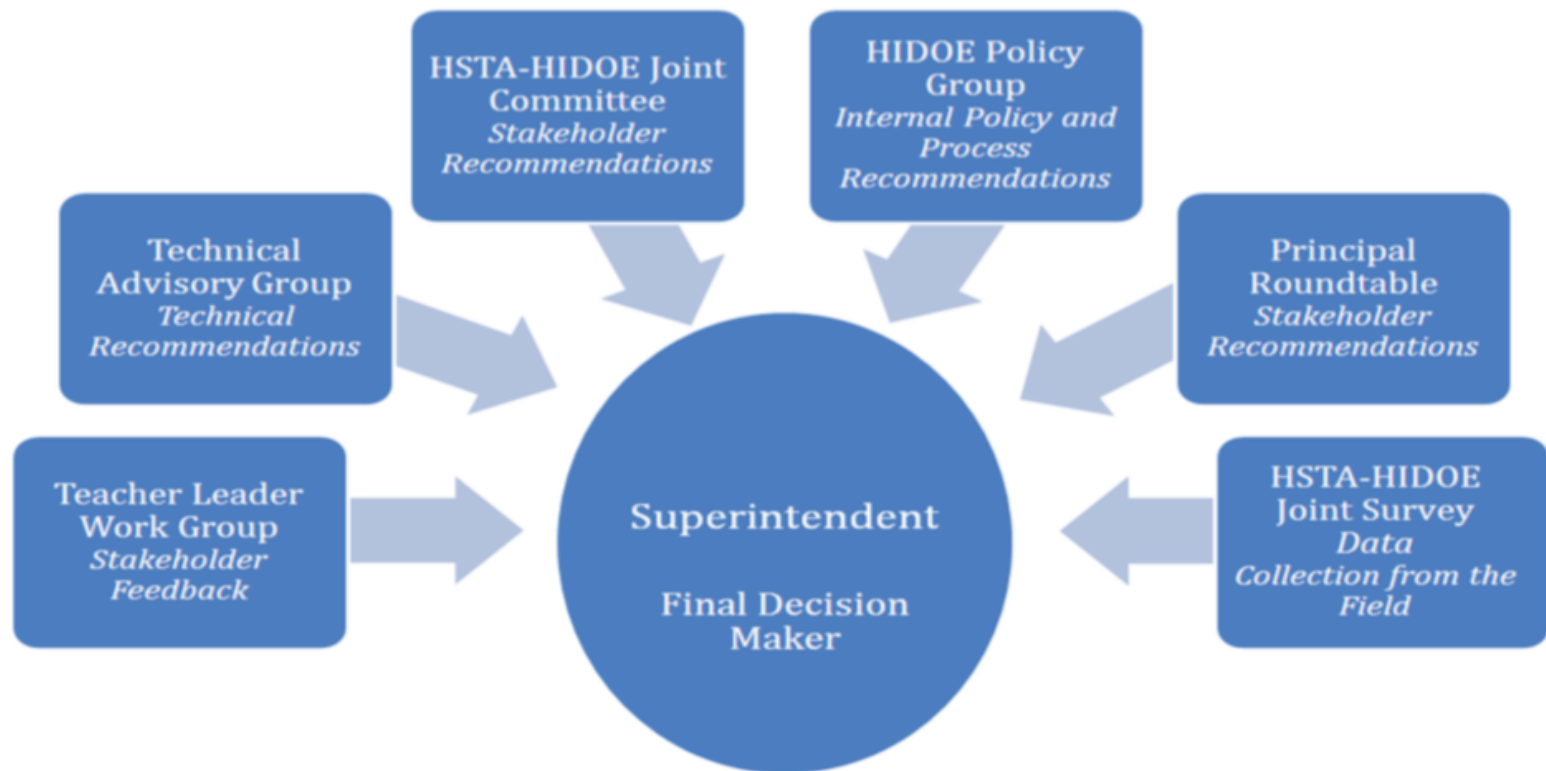 HSTA-HIDOE Joint
Committee
Stakeholder
Recommendations
HIDOE Policy
Group
Internal Policy and
Process
Recommendations
Technical
Advisory Group
Technical
Recommendations
Principal
Roundtable
Stakeholder
Recommendations
Teacher Leader
Work Group
Stakeholder
Feedback
Superintendent
Final Decision
Maker
HSTA-HIDOE
Joint Survey
Data
Collection from the
Field